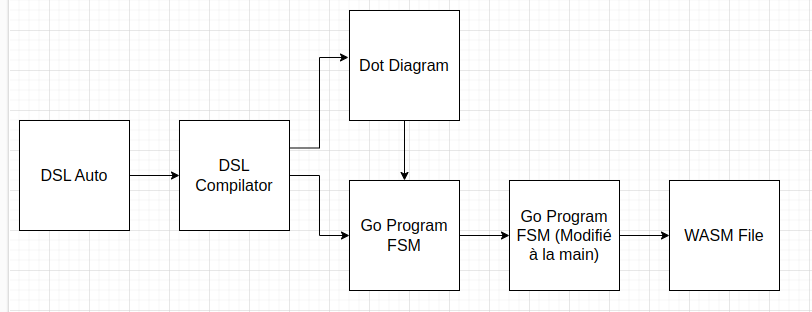 Dot Diagram
DSL Auto
DSL
Compilator
Go Program
FSM
Go Program
FSM (Modifié
à la main)
WASM File